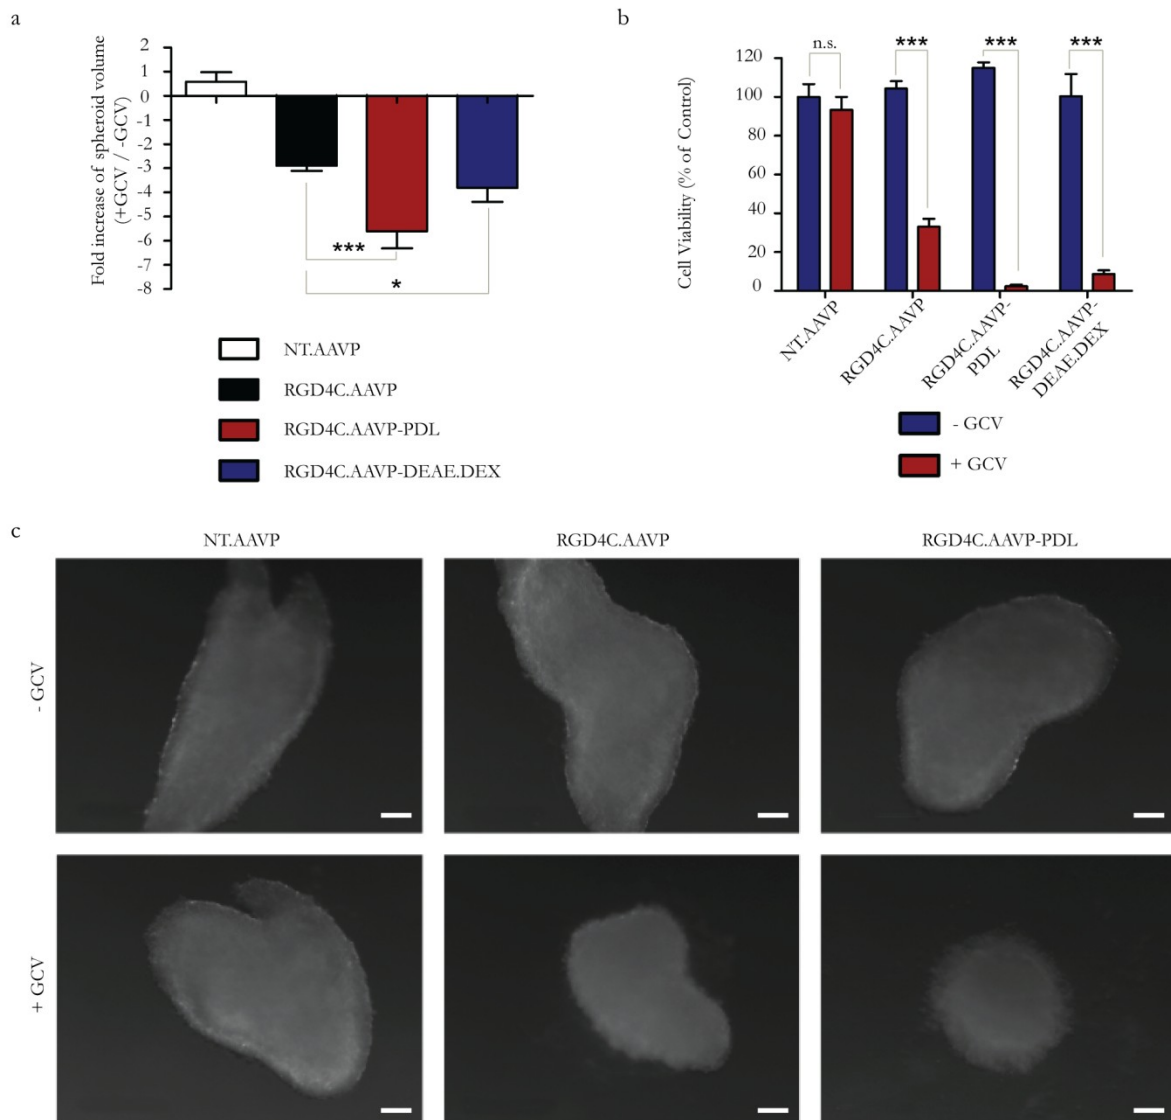 a
Fold increase of spheroid volume
(+GCV / -GCV)
2
1
0
-1
-2
-3
-4
-5
-6
-7
-8
***
*
NT.AAVP
RGD4C.AAVP
RGD4C.AAVP-PDL
RGD4C.AAVP-DEAE.DEX
b
Cell Viability (% of Control)
120
100
80
60
40
20
0
n.s.
***
***
***
NT.AAVP
RGD4C.AAVP
RGD4C.AAVP-
PDL
RGD4C.AAVP-
DEAE.DEX
- GCV
+ GCV
c
NT.AAVP
RGD4C.AAVP
RGD4C.AAVP-PDL
- GCV
+ GCV